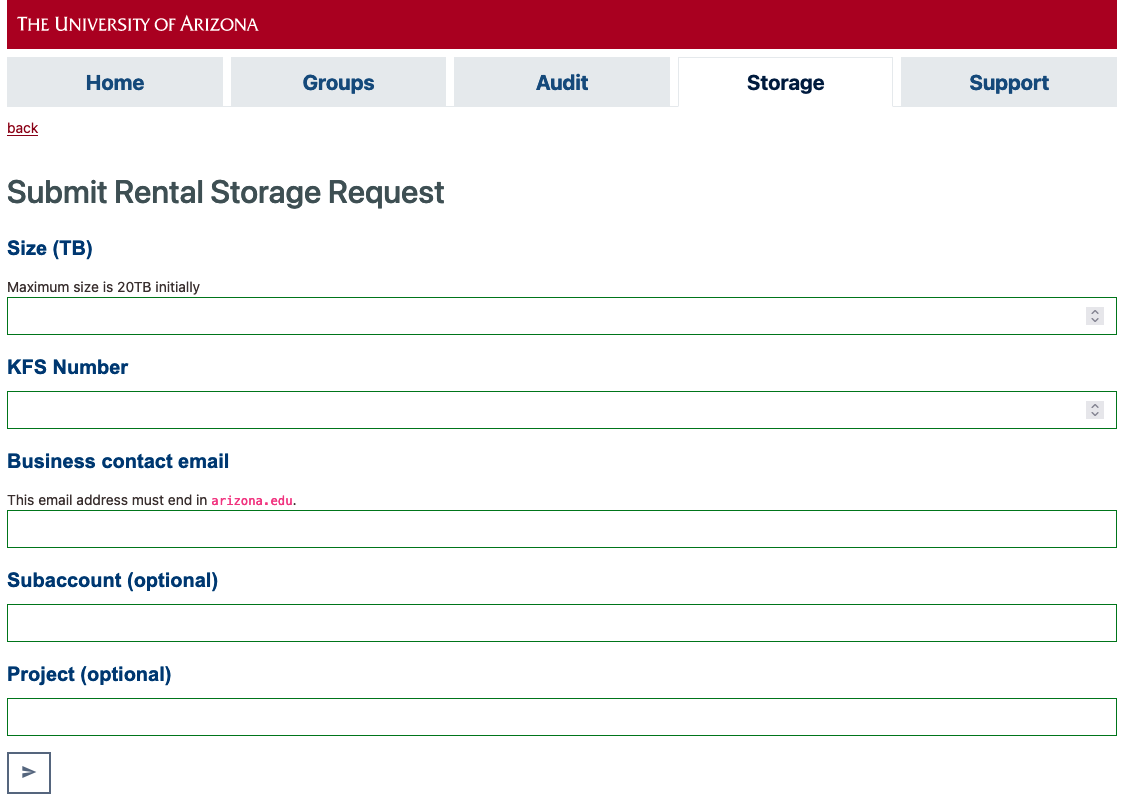 THE UNIVERSITY OF ARIZONA
Home Groups Audit Storage Support
back
Submit Rental Storage Request
Size (TB)
Maximum size is 20TB initially
KFS Number
Business contact email
This email address must end in arizona.edu.
Subaccount (optional)
Project (optional)